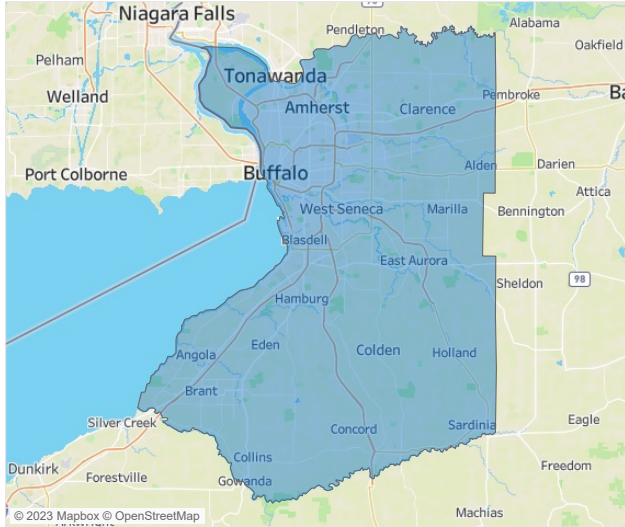 98
Niagara Falls
Alabama
Pendleton
Oakfield
Pelham
Tonawanda
Welland
Pembroke
Ba
Amherst
Clarence
Port Colborne
Buffalo
Alden
Darien
Attica
West Seneca
Marilla
Bennington
Blasdell
East Aurora
Sheldon
98
Hamburg
Eden
Colden
Holland
Angola
Brant
Silver Creek
Concord
Sardinia
Eagle
Dunkirk
Collins
Freedom
Forestville
Gowanda
Machias
© 2023 Mapbox © OpenStreetMap